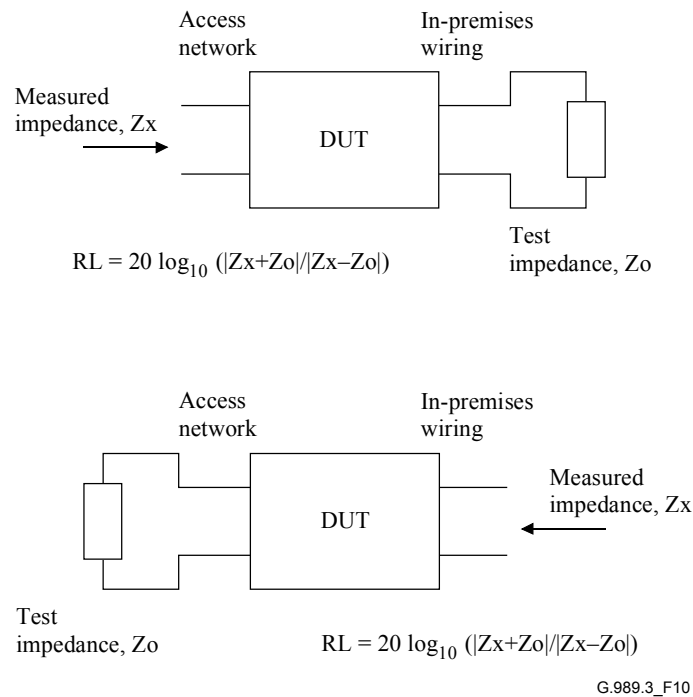 Access
network
In-premises
wiring
Measured
impedance, Zx
DUT
Test
impedance, Zo
RL = 20 log10 (|Zx+Zo|/|Zx–Zo|)
Access
network
In-premises
wiring
Measured
impedance, Zx
DUT
Test
impedance, Zo
RL = 20 log10 (|Zx+Zo|/|Zx–Zo|)
G.989.3_F10